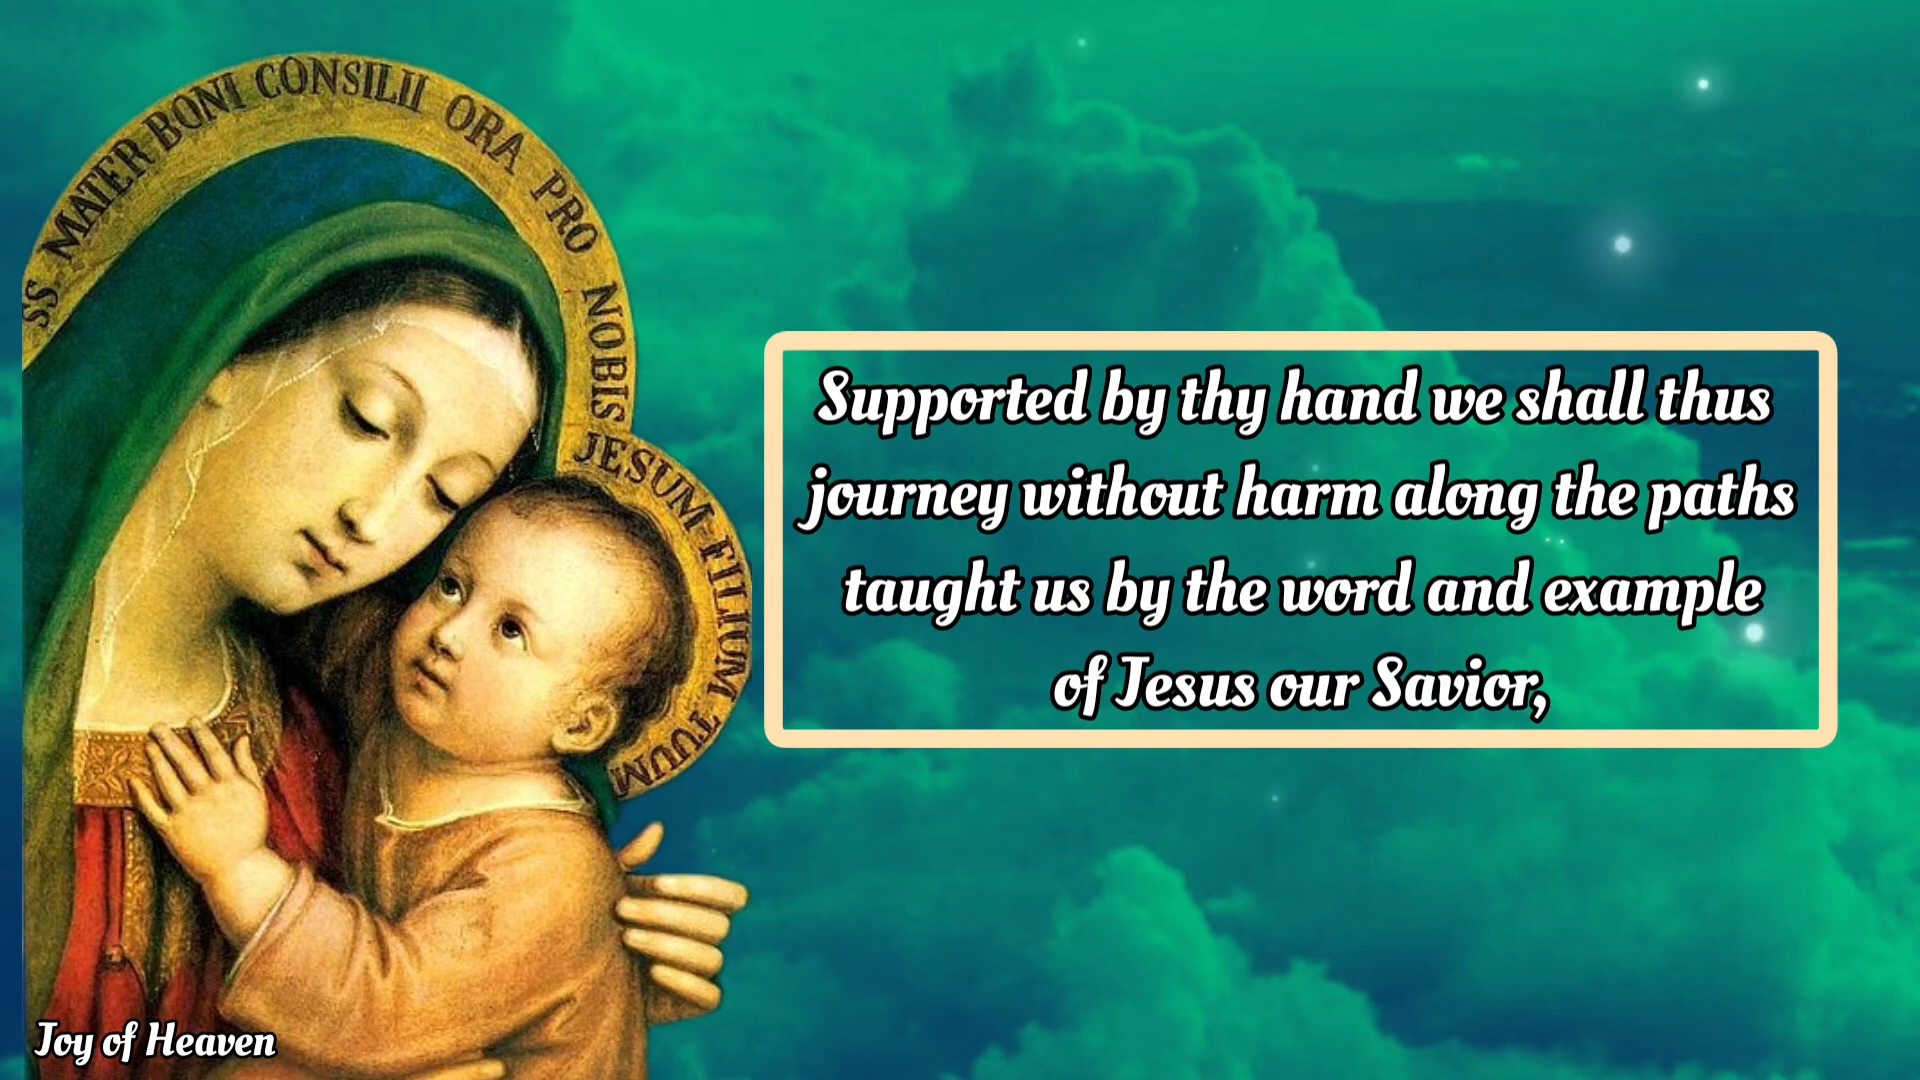 SS MATER BONI CONSILII ORA PRO NOBIS
JESUM FILIUM TUUM
Supported by thy hand we shall thus
journey without harm along the paths
taught us by the word and example
of Jesus our Savior,
Joy of Heaven